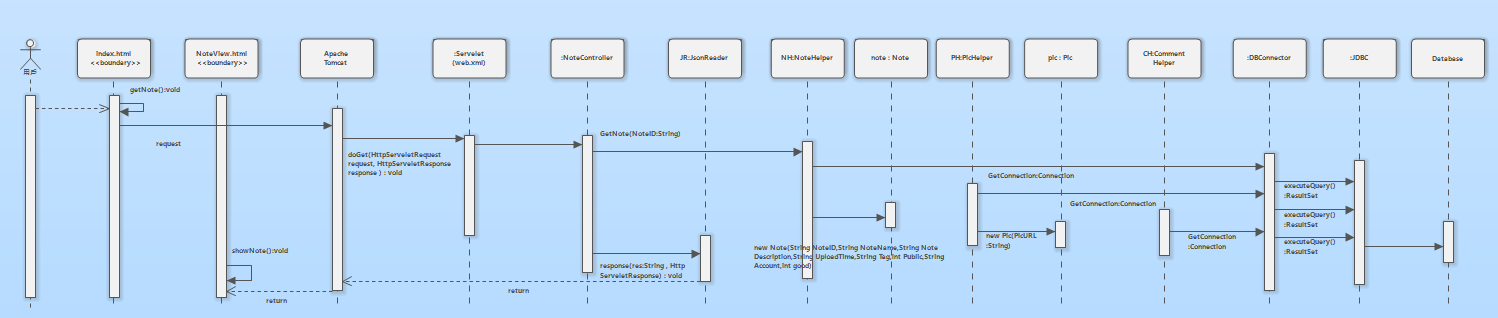 Index.html
<<boundery>>
NoteView.html
<<boundery>>
Apache
Tomcet
:Servelet
(web.xml)
:NoteController
JR:JsonReader
NH:NoteHelper
note : Note
PH:PicHelper
pic : Pic
CH:Comment
Helper
:DBConnector
:JDBC
Database
getNote():void
request
GetNote(NoteID:String)
doGet(HttpServeletRequest
request, HttpServeletResponse
response ) : void
GetConnection:Connection
executeQuery()
:ResultSet
GetConnection:Connection
executeQuery()
:ResultSet
new Pic(PicURL
:String)
GetConnection
:Connection
executeQuery()
:ResultSet
showNote():void
new Note(String NoteID,String NoteName,String Note
Description,String UploadTime,String Tag,int Public,String
Account,int good)
response(res:String , Http
ServeletResponse) : void
return
return